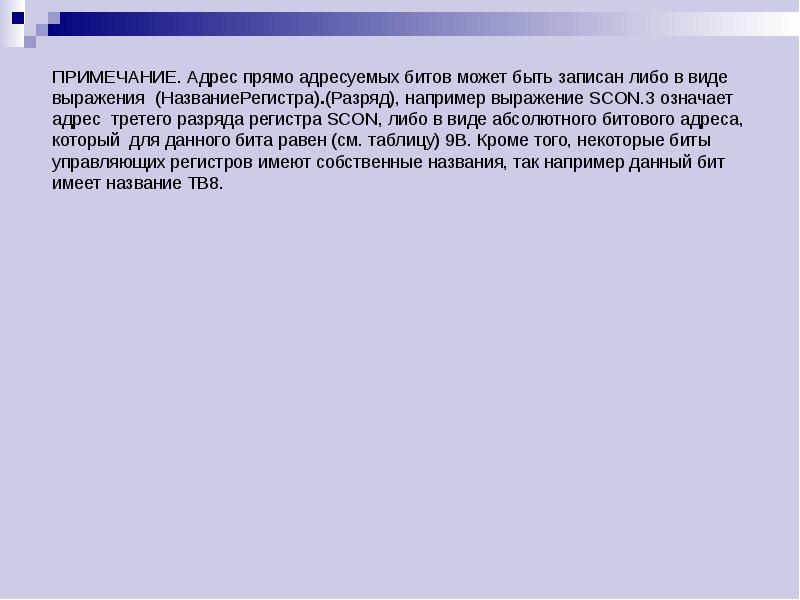 ПРИМЕЧАНИЕ. Адрес прямо адресуемых битов может быть записан либо в виде
выражения (НазваниеРегистра).(Разряд), например выражение SCON.3 означает
адрес третего разряда регистра SCON, либо в виде абсолютного битового адреса,
который для данного бита равен (см. таблицу) 9B. Кроме того, некоторые биты
управляющих регистров имеют собственные названия, так например данный бит
имеет название TB8.